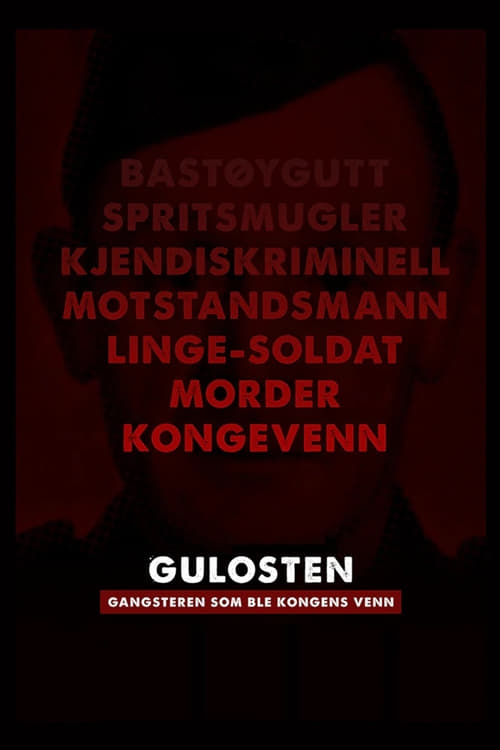 BASTØYGUTT
SPRITSMUGLER
KJENDISKRIMINELL
MOTSTANDSMANN
LINGE-SOLDAT
MORDER
KONGEVENN
GULOSTEN
GANGSTEREN SOM BLE KONGENS VENN